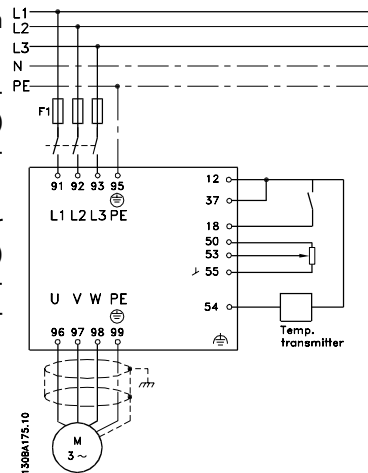 L1
L2
L3
N
PE
F1
91 92 93 95
L1 L2 L3 PE
12
37
18
50
53
55
54
U V W PE
96 97 98 99
Temp.
transmitter
M
3 ~
130BA175.10